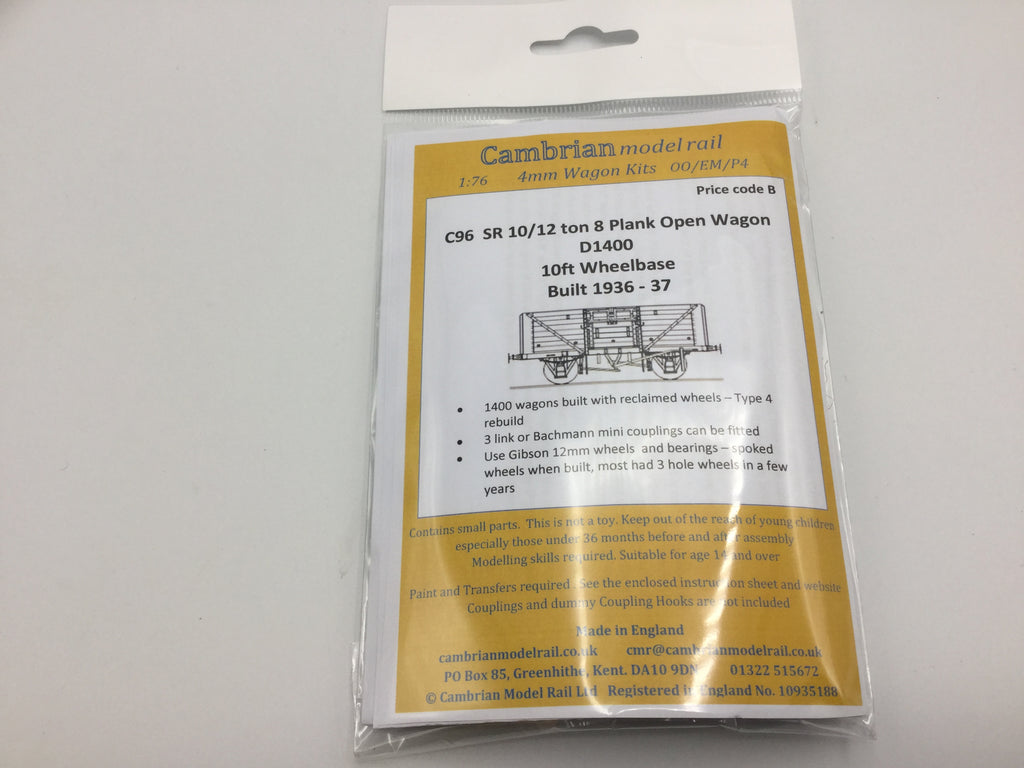 Cambrian model rail
1:76 4mm Wagon Kits OO/EM/P4
Price code B
C96 SR 10/12 ton 8 Plank Open Wagon
D1400
10ft Wheelbase
Built 1936 - 37
• 1400 wagons built with reclaimed wheels – Type 4
rebuild
• 3 link or Bachmann mini couplings can be fitted
• Use Gibson 12mm wheels and bearings – spoked
wheels when built, most had 3 hole wheels in a few
years
Contains small parts. This is not a toy. Keep out of the reach of young children
especially those under 36 months before and after assembly
Modelling skills required. Suitable for age 14 and over
Paint and Transfers required. See the enclosed instruction sheet and website
Couplings and dummy Coupling Hooks are not included
Made in England
cambrianmodelrail.co.uk cmr@cambrianmodelrail.co.uk
PO Box 85, Greenhithe, Kent. DA10 9DN 01322 515672
© Cambrian Model Rail Ltd Registered in England No. 10935188